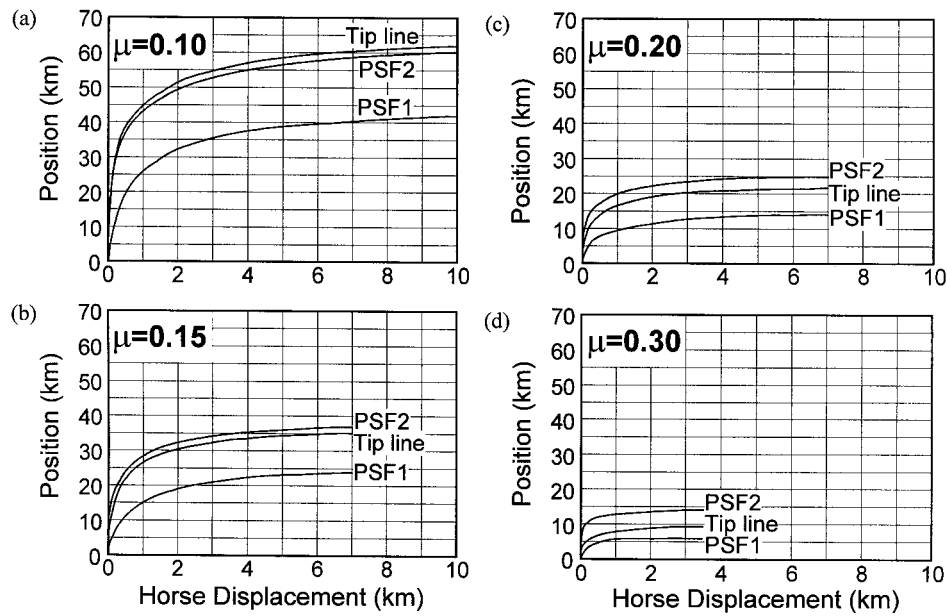 (a)
μ=0.10
Position (km)
70
60
50
40
30
20
10
0
Tip line
PSF2
PSF1
0 2 4 6 8 10
(b)
μ=0.15
Position (km)
70
60
50
40
30
20
10
0
PSF2
Tip line
PSF1
0 2 4 6 8 10
Horse Displacement (km)
(c)
μ=0.20
Position (km)
70
60
50
40
30
20
10
0
PSF2
Tip line
PSF1
0 2 4 6 8 10
(d)
μ=0.30
Position (km)
70
60
50
40
30
20
10
0
PSF2
Tip line
PSF1
0 2 4 6 8 10
Horse Displacement (km)